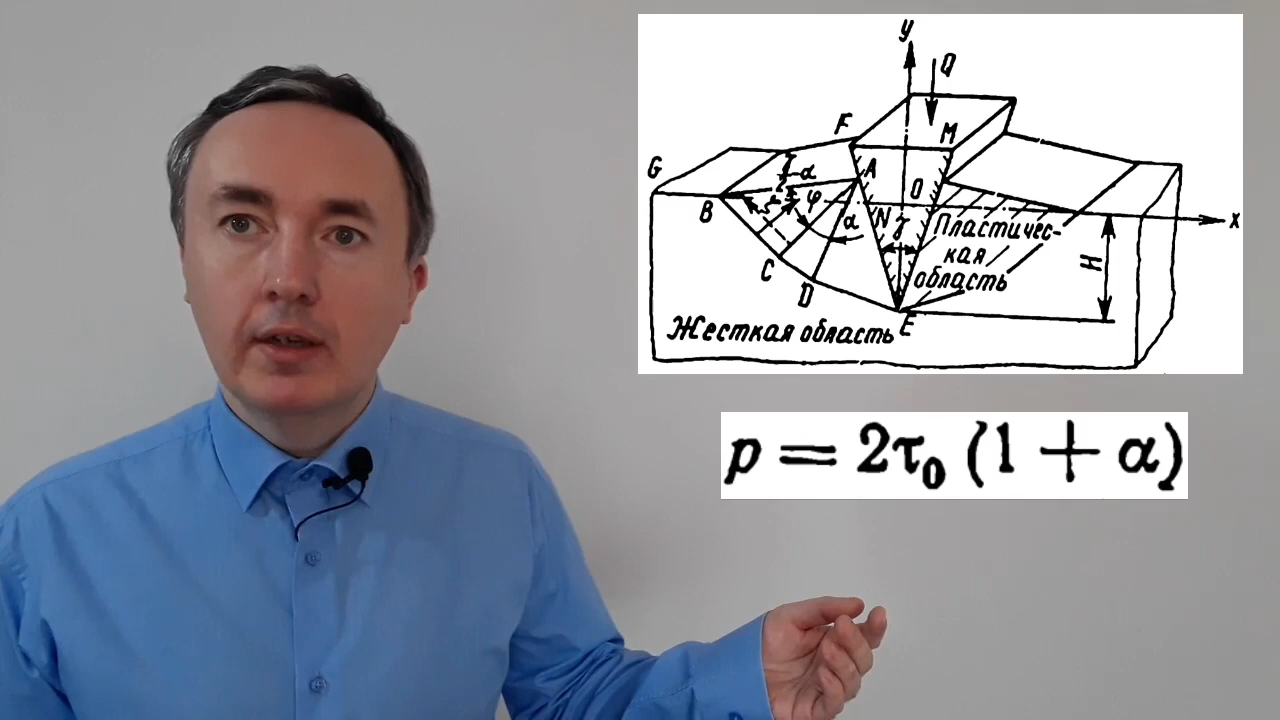 y
Q
F
M
G
α
A
B
ξ
φ
α
N
O
γ
x
Пластичес-
кая
область
H
C
D
E
Жесткая область
p = 2τ₀ (1 + α)